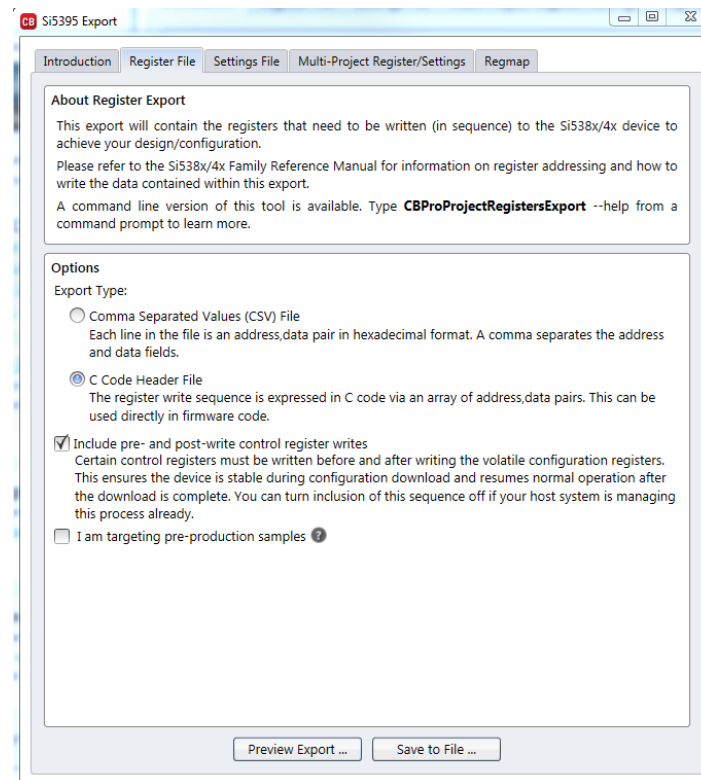 CB Si5395 Export
Introduction Register File Settings File Multi-Project Register/Settings Regmap
About Register Export
This export will contain the registers that need to be written (in sequence) to the Si538x/4x device to
achieve your design/configuration.
Please refer to the Si538x/4x Family Reference Manual for information on register addressing and how to
write the data contained within this export.
A command line version of this tool is available. Type CBProProjectRegistersExport --help from a
command prompt to learn more.
Options
Export Type:
Comma Separated Values (CSV) File
Each line in the file is an address,data pair in hexadecimal format. A comma separates the address
and data fields.
C Code Header File
The register write sequence is expressed in C code via an array of address,data pairs. This can be
used directly in firmware code.
Include pre- and post-write control register writes
Certain control registers must be written before and after writing the volatile configuration registers.
This ensures the device is stable during configuration download and resumes normal operation after
the download is complete. You can turn inclusion of this sequence off if your host system is managing
this process already.
I am targeting pre-production samples ?
Preview Export ... Save to File ...